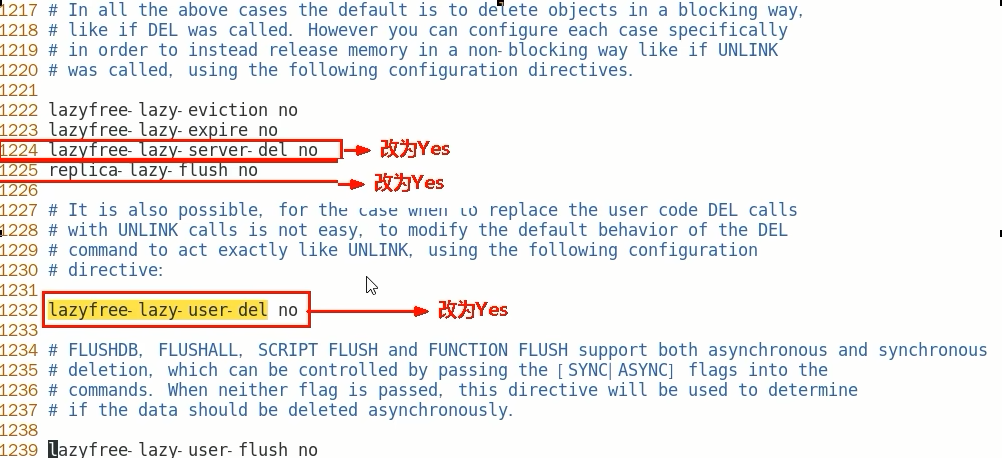 1217 # In all the above cases the default is to delete objects in a blocking way,
1218 # like if DEL was called. However you can configure each case specifically
1219 # in order to instead release memory in a non-blocking way like if UNLINK
1220 # was called, using the following configuration directives.
1221
1222 lazyfree-lazy-eviction no
1223 lazyfree-lazy-expire no
1224 lazyfree-lazy-server-del no 改为Yes
1225 replica-lazy-flush no
改为Yes
1226
1227 # It is also possible, for the case when to replace the user code DEL calls
1228 # with UNLINK calls is not easy, to modify the default behavior of the DEL
1229 # command to act exactly like UNLINK, using the following configuration
1230 # directive:
1231
1232 lazyfree-lazy-user-del no 改为Yes
1233
1234 # FLUSHDB, FLUSHALL, SCRIPT FLUSH and FUNCTION FLUSH support both asynchronous and synchronous
1235 # deletion, which can be controlled by passing the [SYNC|ASYNC] flags into the
1236 # commands. When neither flag is passed, this directive will be used to determine
1237 # if the data should be deleted asynchronously.
1238
1239 lazyfree-lazy-user-flush no